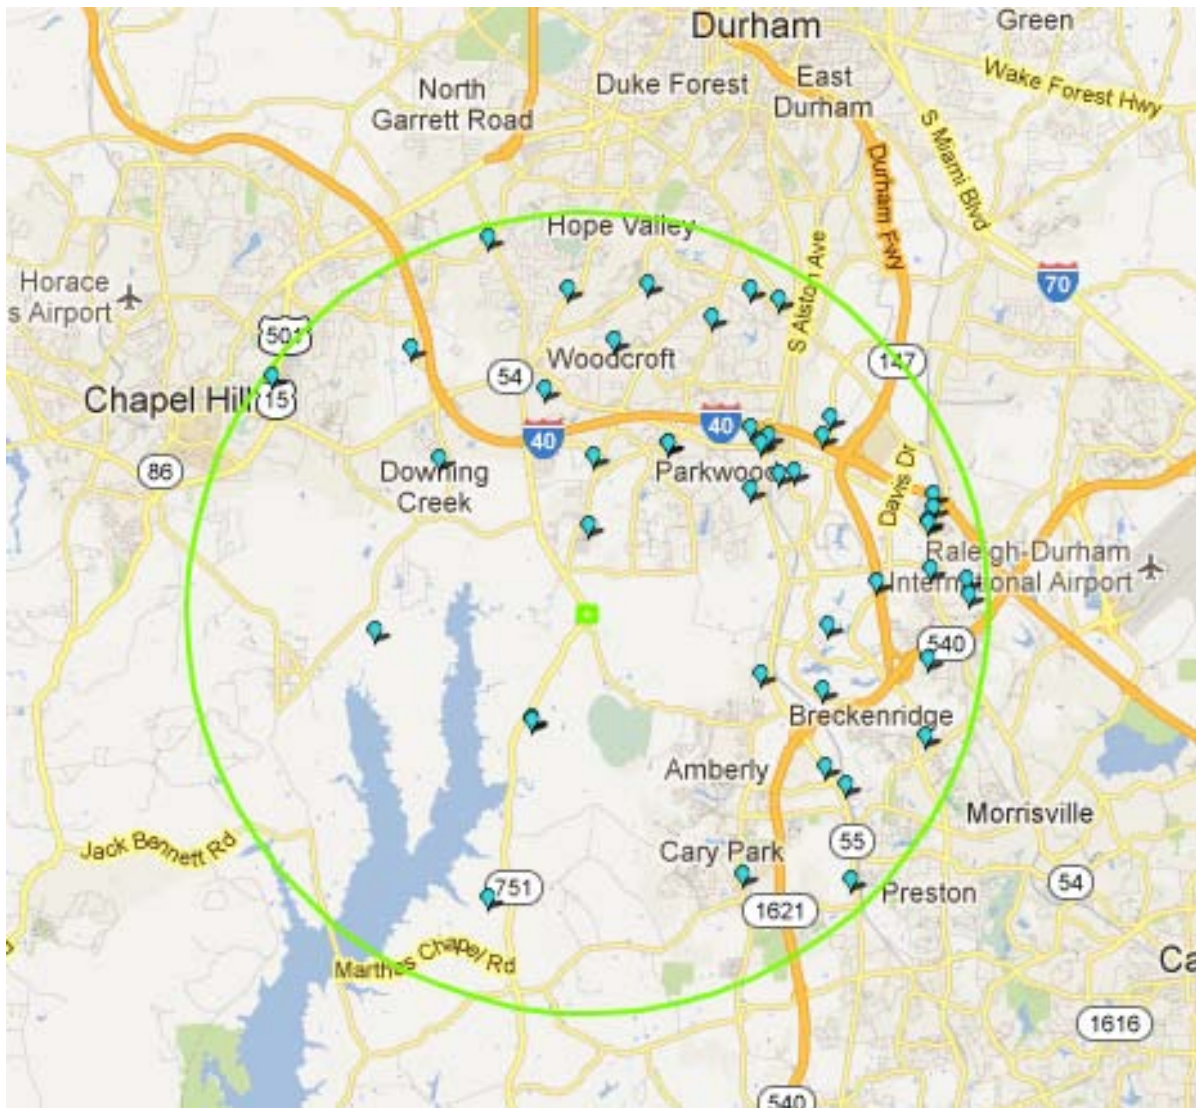 Durham
Green
North
Garrett Road
Duke Forest
East
Durham
Wake Forest Hwy
S Miami Blvd
Durham Fwy
Hope Valley
S Alston Ave
Horace
s Airport
70
501
Woodcroft
147
54
Chapel Hill
15
40
40
86
Downing
Creek
Parkwood
Davis Dr
Raleigh-Durham
International Airport
540
Breckenridge
Amberly
Morrisville
Jack Bennett Rd
55
Cary Park
54
751
Preston
1621
Marthas Chapel Rd
Ca
1616
540